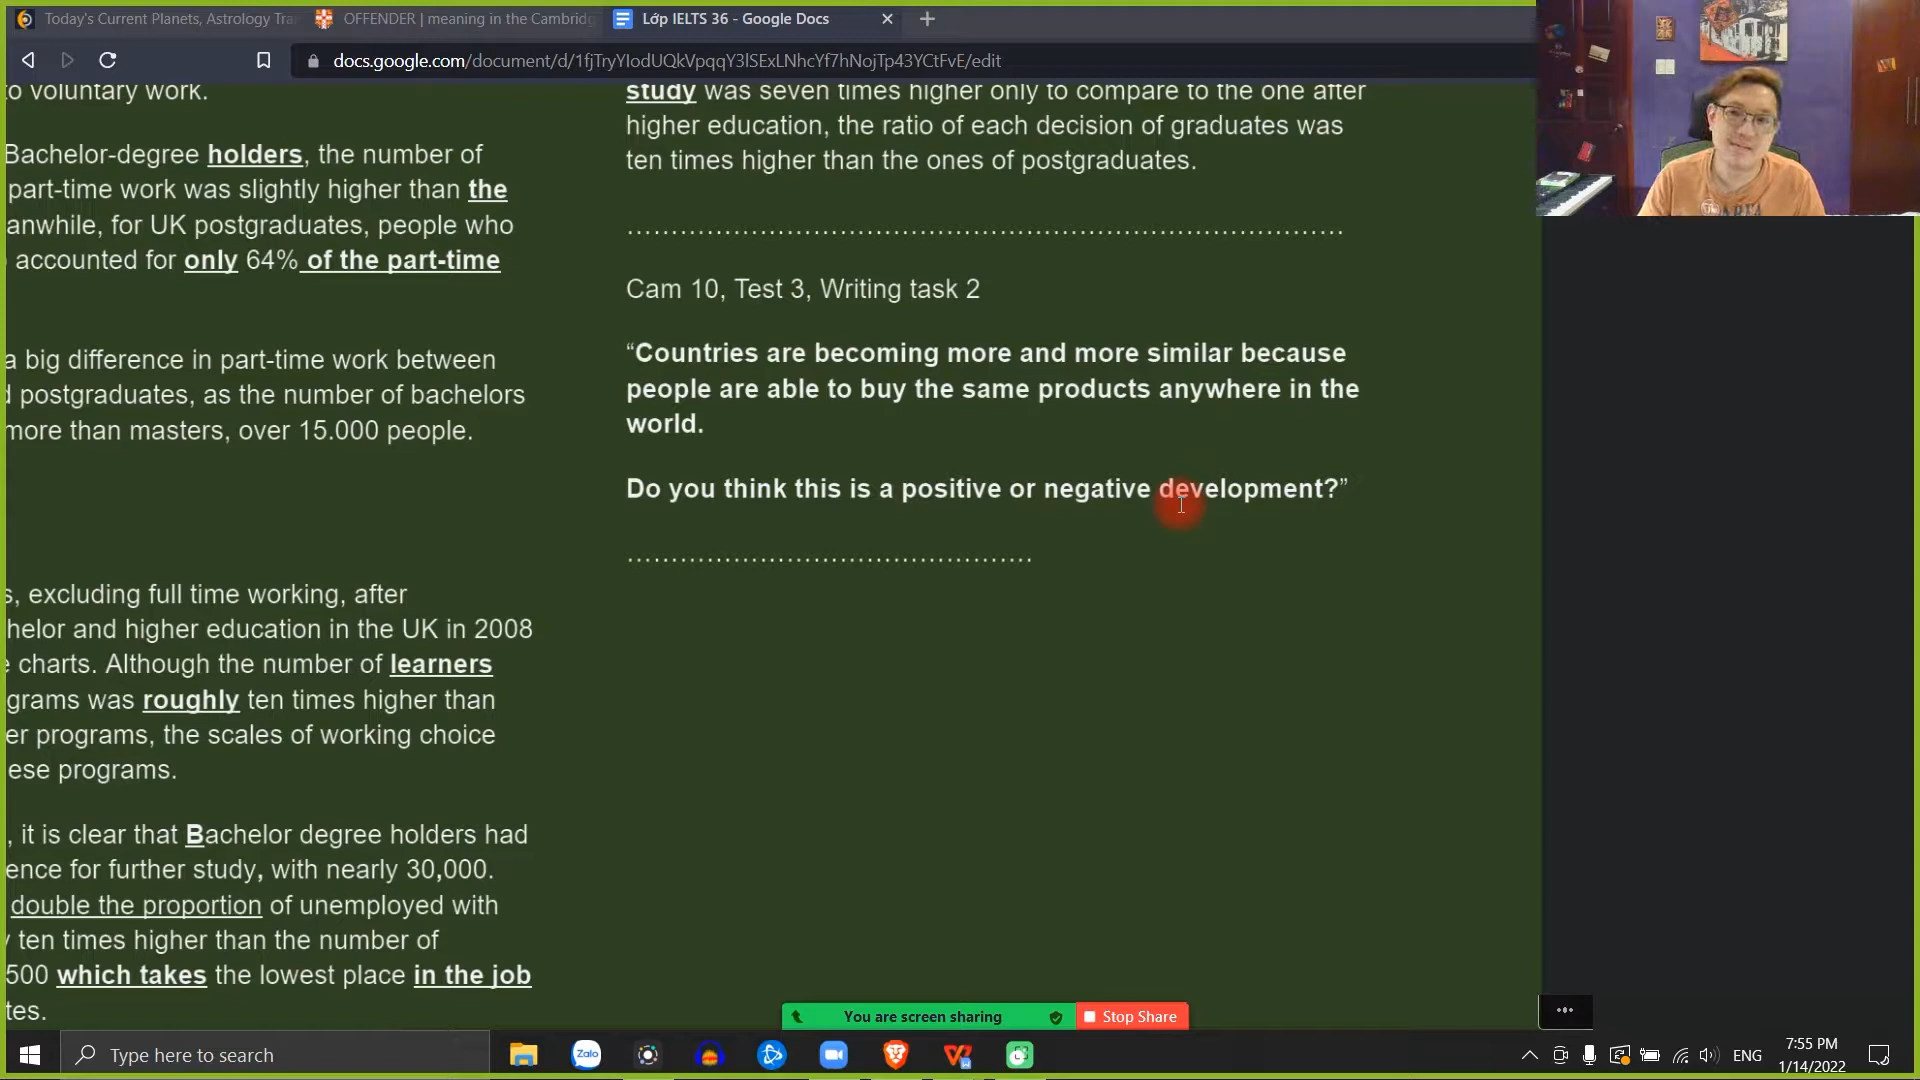 Today's Current Planets, Astrology Tra
OFFENDER | meaning in the Cambridg
Lớp IELTS 36 - Google Docs
docs.google.com/document/d/1fjTryYIodUQkVpqqY3lSExLNhcYf7hNojTp43YCtFvE/edit
to voluntary work.
Bachelor-degree holders, the number of
part-time work was slightly higher than the
anwhile, for UK postgraduates, people who
accounted for only 64% of the part-time
a big difference in part-time work between
d postgraduates, as the number of bachelors
more than masters, over 15.000 people.
s, excluding full time working, after
helor and higher education in the UK in 2008
e charts. Although the number of learners
grams was roughly ten times higher than
er programs, the scales of working choice
ese programs.
, it is clear that Bachelor degree holders had
ence for further study, with nearly 30,000.
double the proportion of unemployed with
y ten times higher than the number of
500 which takes the lowest place in the job
tes.
study was seven times higher only to compare to the one after
higher education, the ratio of each decision of graduates was
ten times higher than the ones of postgraduates.
................................................................................
Cam 10, Test 3, Writing task 2
“Countries are becoming more and more similar because
people are able to buy the same products anywhere in the
world.
Do you think this is a positive or negative development?”
.............................................
You are screen sharing
Stop Share
Type here to search
Zalo
ENG
7:55 PM
1/14/2022